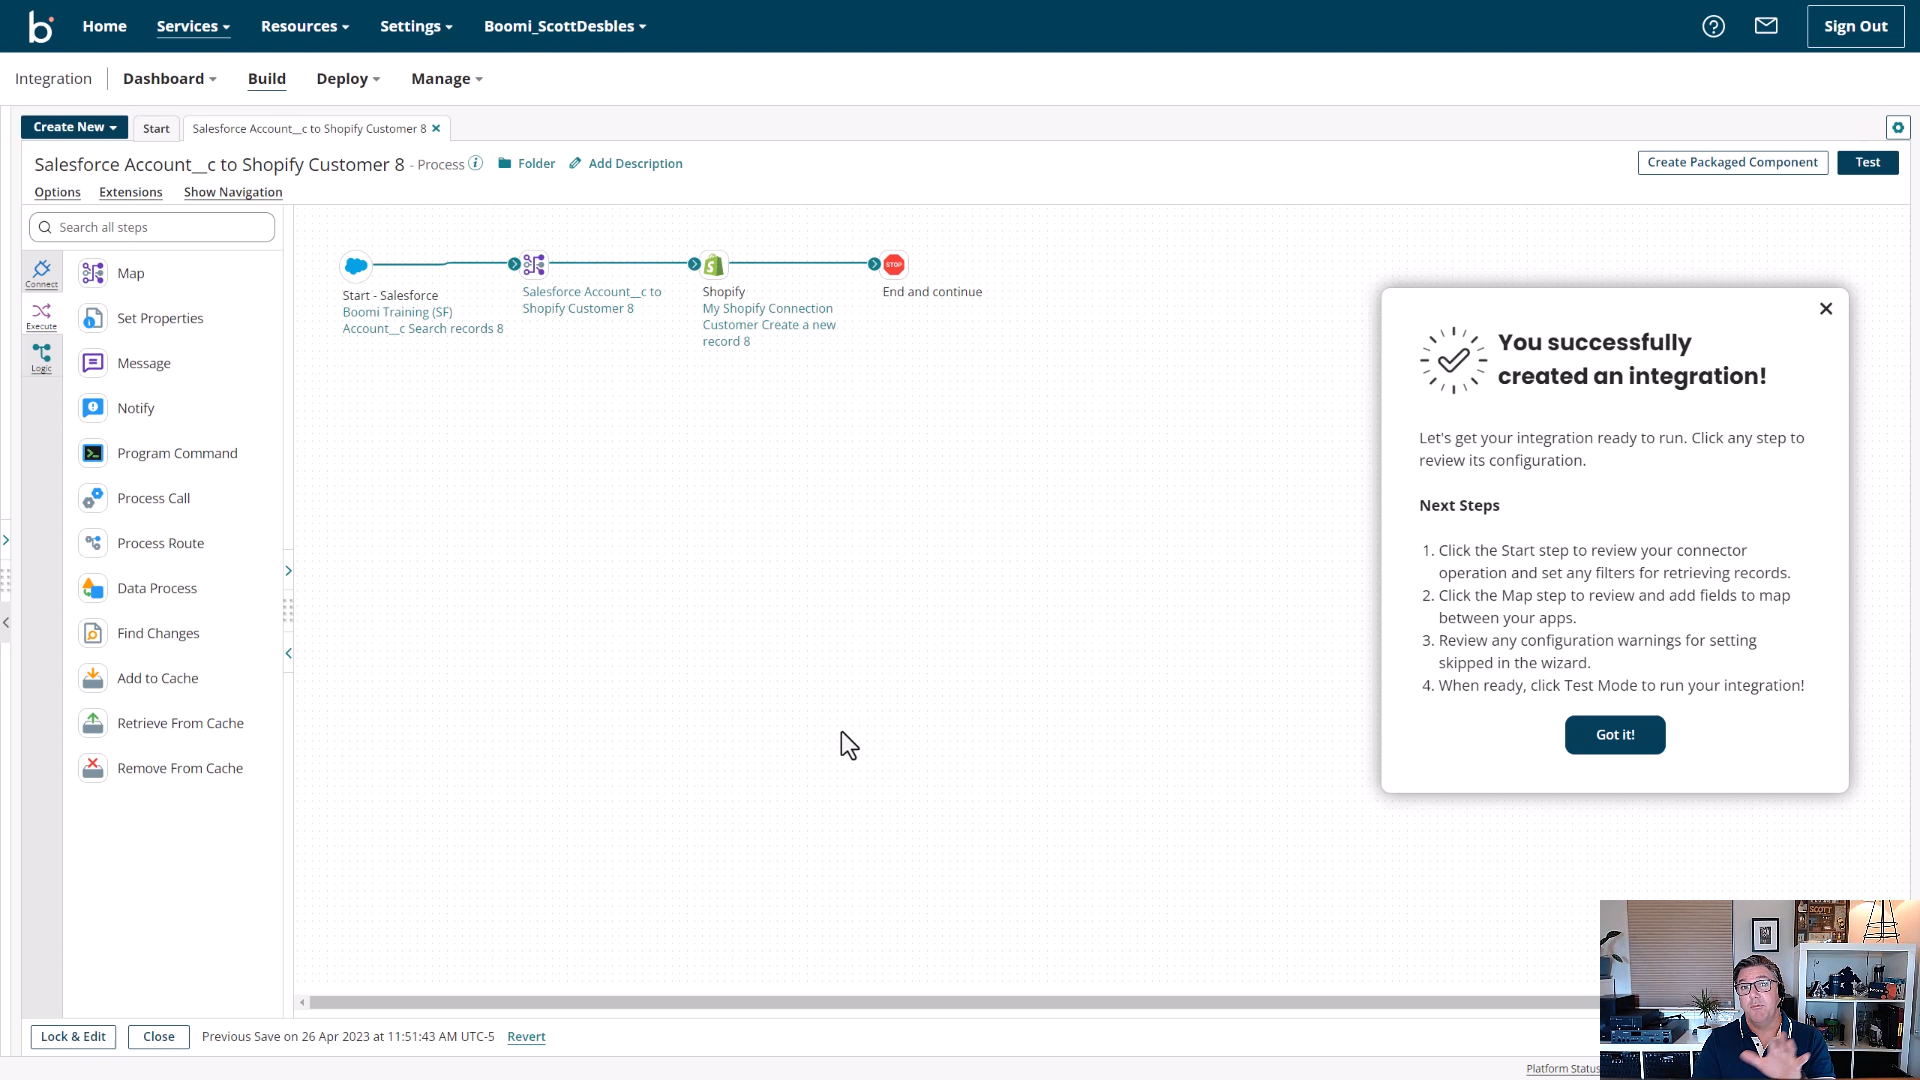 b Home Services Resources Settings Boomi_ScottDesbles Sign Out
Integration Dashboard Build Deploy Manage
Create New Start Salesforce Account__c to Shopify Customer 8
Salesforce Account__c to Shopify Customer 8 - Process Folder Add Description Create Packaged Component Test
Options Extensions Show Navigation
Search all steps
Connect
Execute
Logic
Map
Set Properties
Message
Notify
Program Command
Process Call
Process Route
Data Process
Find Changes
Add to Cache
Retrieve From Cache
Remove From Cache
Start - Salesforce
Boomi Training (SF)
Account__c Search records 8
Salesforce Account__c to
Shopify Customer 8
Shopify
My Shopify Connection
Customer Create a new
record 8
STOP
End and continue
You successfully
created an integration!
Let's get your integration ready to run. Click any step to
review its configuration.
Next Steps
1. Click the Start step to review your connector
operation and set any filters for retrieving records.
2. Click the Map step to review and add fields to map
between your apps.
3. Review any configuration warnings for setting
skipped in the wizard.
4. When ready, click Test Mode to run your integration!
Got it!
Lock & Edit Close Previous Save on 26 Apr 2023 at 11:51:43 AM UTC-5 Revert
Platform Status
SCOTT